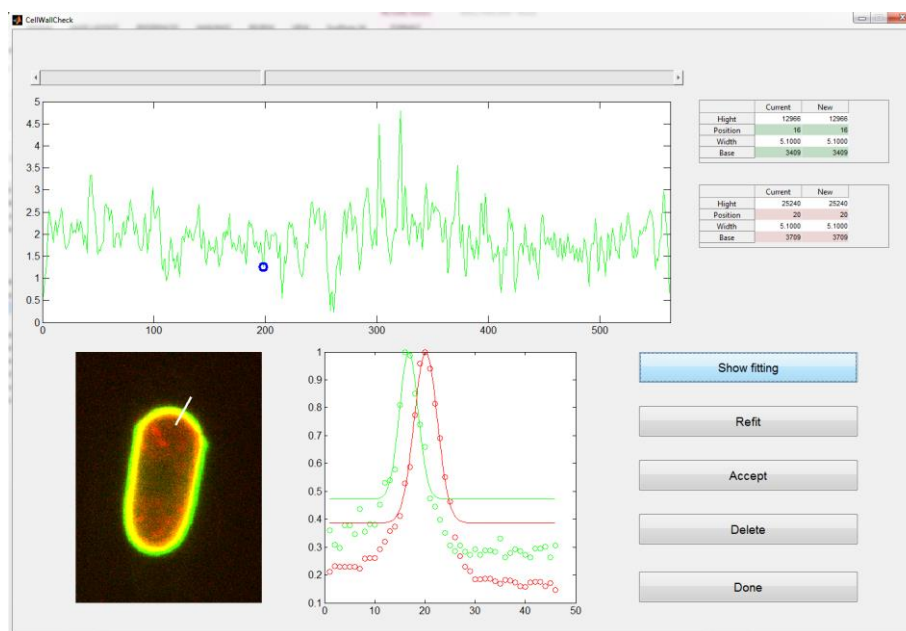 CellWallCheck
5
4.5
4
3.5
3
2.5
2
1.5
1
0.5
0
0 100 200 300 400 500
Current New
Hight 12966 12966
Position 16 16
Width 5.1000 5.1000
Base 3409 3409
Current New
Hight 25240 25240
Position 20 20
Width 5.1000 5.1000
Base 3709 3709
1
0.9
0.8
0.7
0.6
0.5
0.4
0.3
0.2
0.1
0 10 20 30 40 50
Show fitting
Refit
Accept
Delete
Done